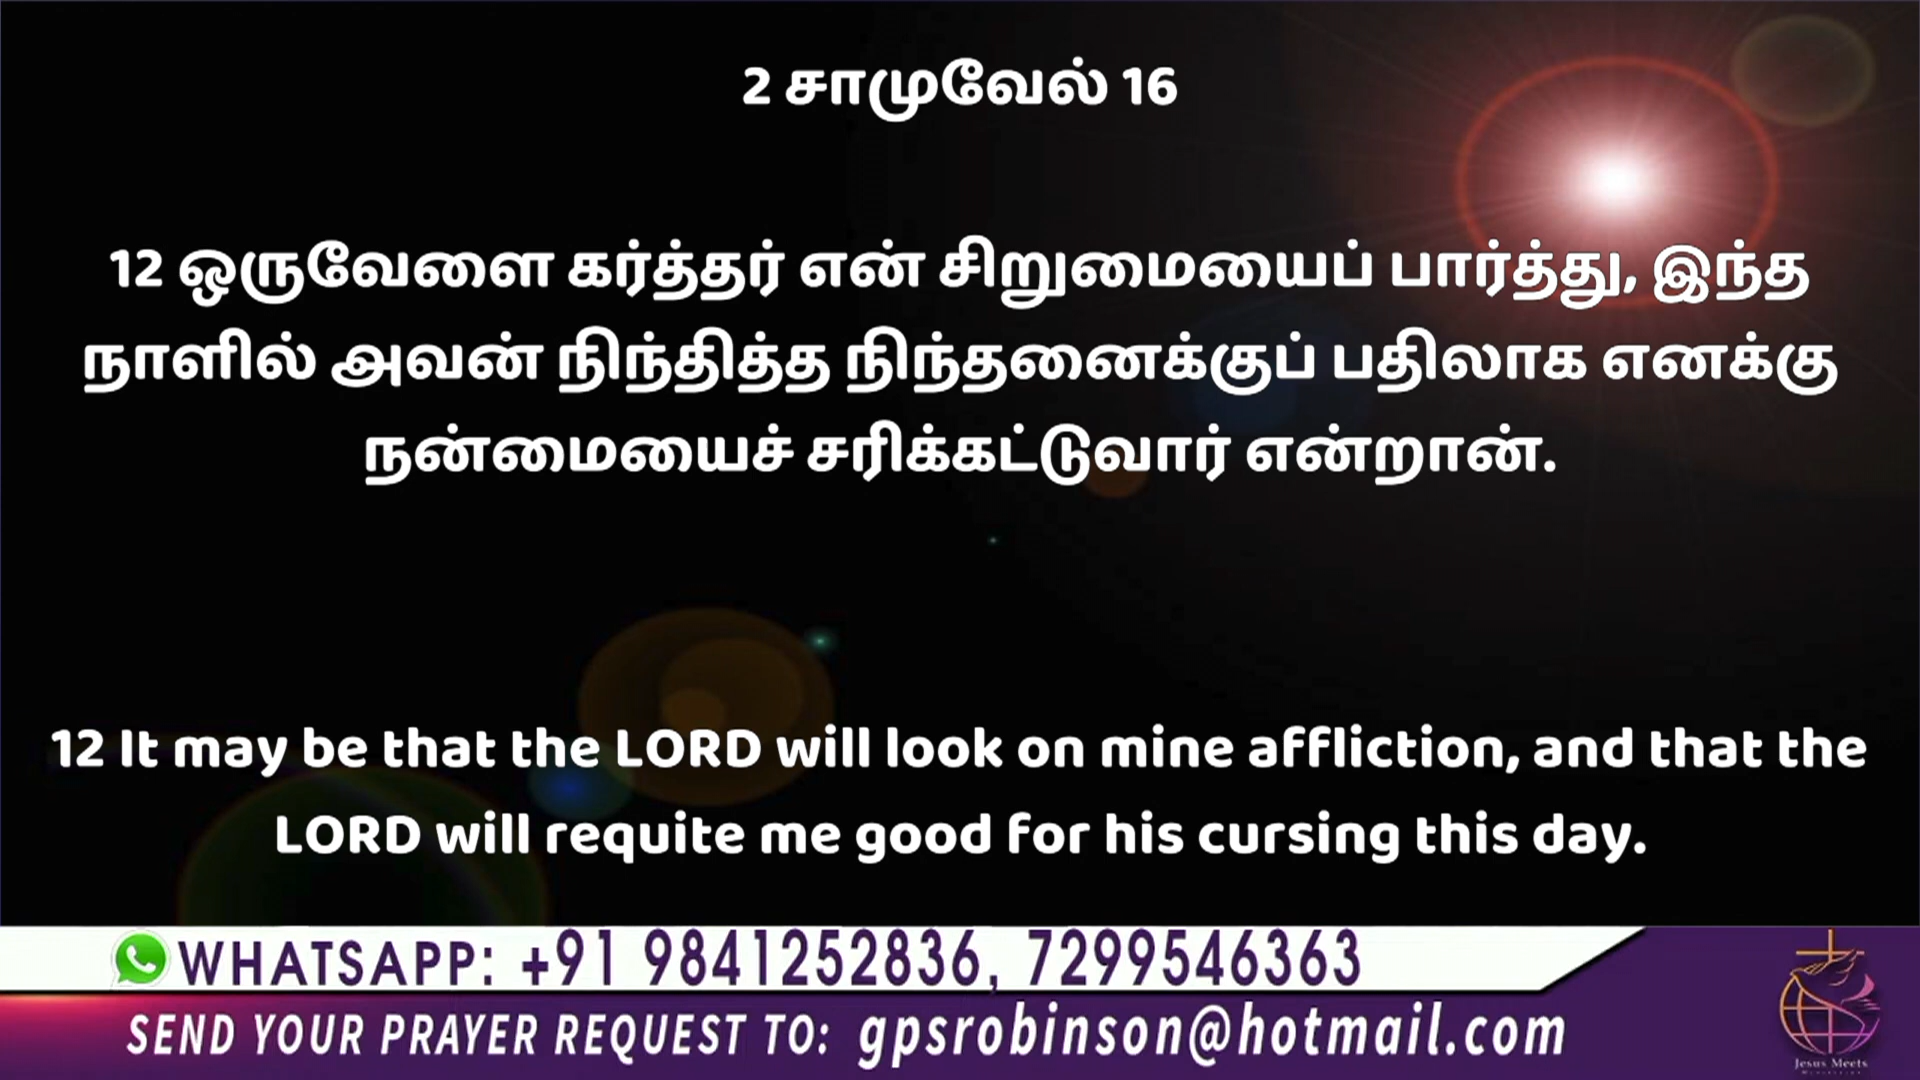 2 சாமுவேல் 16
12 ஒருவேளை கர்த்தர் என் சிறுமையைப் பார்த்து, இந்த
நாளில் அவன் நிந்தித்த நிந்தனைக்குப் பதிலாக எனக்கு
நன்மையைச் சரிக்கட்டுவார் என்றான்.
12 It may be that the LORD will look on mine affliction, and that the
LORD will requite me good for his cursing this day.
WHATSAPP: +91 9841252836, 7299546363
SEND YOUR PRAYER REQUEST TO: gpsrobinson@hotmail.com
Jesus Meets